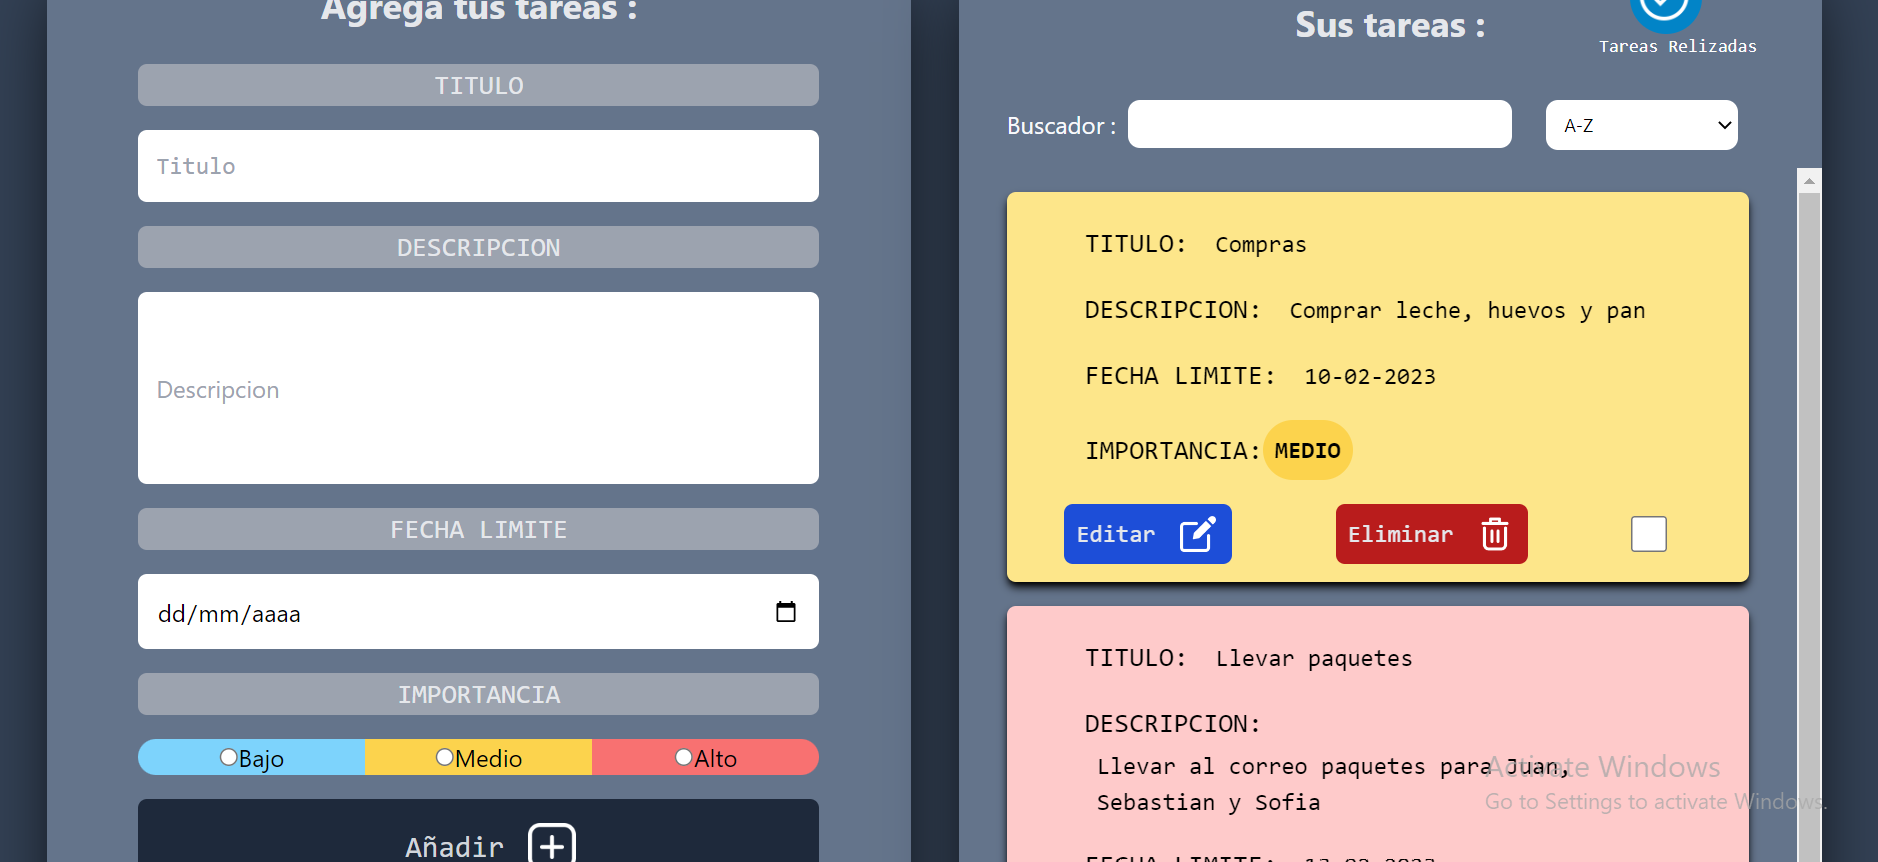 Agrega tus tareas :
TITULO
Titulo
DESCRIPCION
Descripcion
FECHA LIMITE
dd/mm/aaaa
IMPORTANCIA
Bajo
Medio
Alto
Añadir
Sus tareas :
Tareas Relizadas
Buscador :
A-Z
TITULO: Compras
DESCRIPCION: Comprar leche, huevos y pan
FECHA LIMITE: 10-02-2023
IMPORTANCIA: MEDIO
Editar
Eliminar
TITULO: Llevar paquetes
DESCRIPCION:
Llevar al correo paquetes para Juan,
Sebastian y Sofia
FECHA LIMITE:
Activate Windows
Go to Settings to activate Windows.